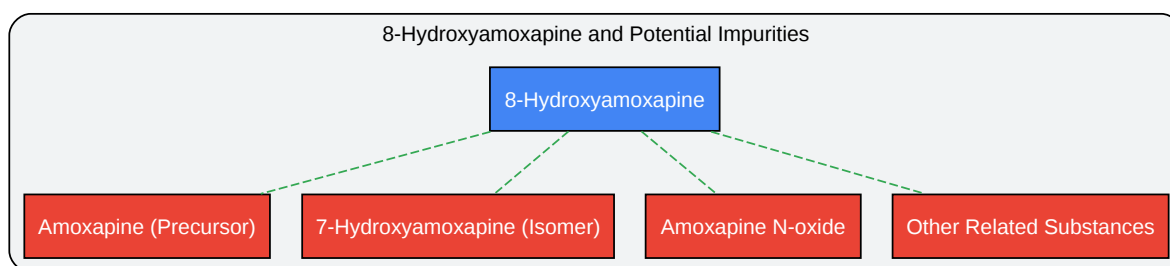 8-Hydroxyamoxapine and Potential Impurities
8-Hydroxyamoxapine
Amoxapine (Precursor)
7-Hydroxyamoxapine (Isomer)
Amoxapine N-oxide
Other Related Substances